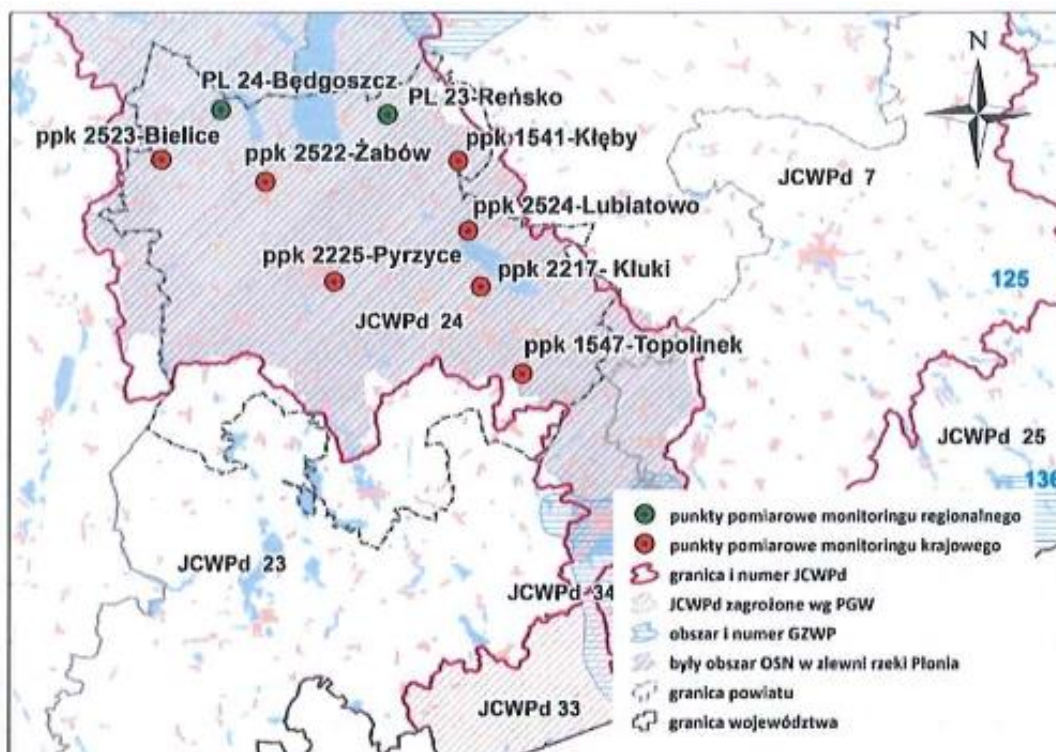 N
PL 24-Będgoszcz
PL 23-Reńsko
ppk 2523-Bielice
ppk 2522-Żabów
ppk 1541-Kłęby
JCWPd 7
ppk 2524-Lubiatowo
ppk 2225-Pyrzyce
ppk 2217- Kluki
125
JCWPd 24
ppk 1547-Topolinek
JCWPd 25
136
JCWPd 23
JCWPd 34
JCWPd 33
punkty pomiarowe monitoringu regionalnego
punkty pomiarowe monitoringu krajowego
granica i numer JCWPd
JCWPd zagrożone wg PGW
obszar i numer GZWP
były obszar OSN w zlewni rzeki Płonia
granica powiatu
granica województwa